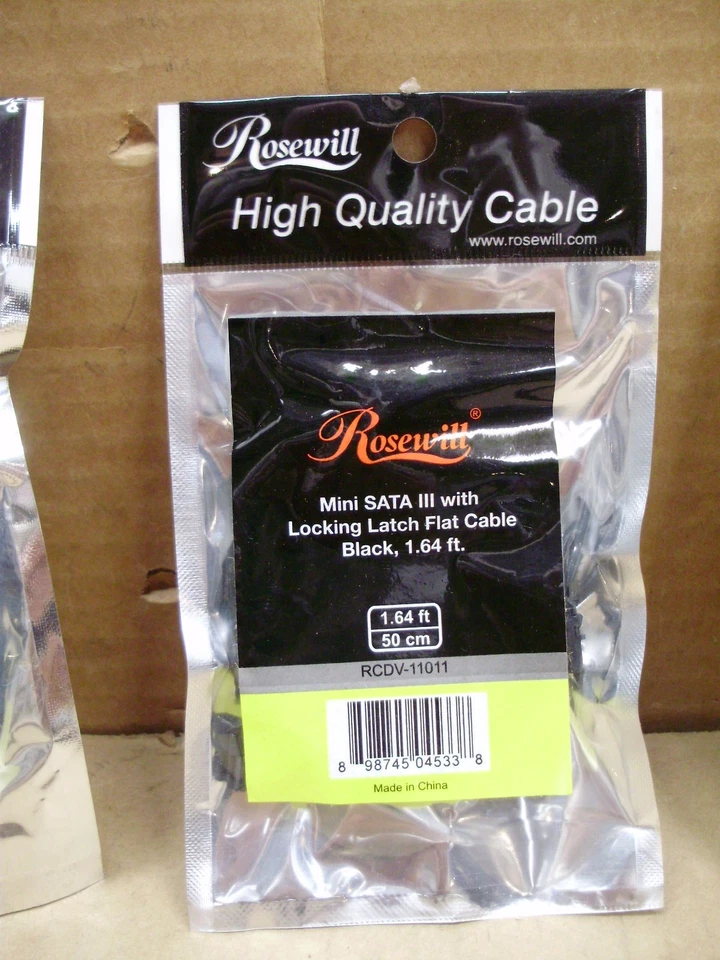 Rosewill
High Quality Cable
www.rosewill.com
Rosewill®
Mini SATA III with
Locking Latch Flat Cable
Black, 1.64 ft.
1.64 ft
50 cm
RCDV-11011
8 98745 04533 8
Made in China